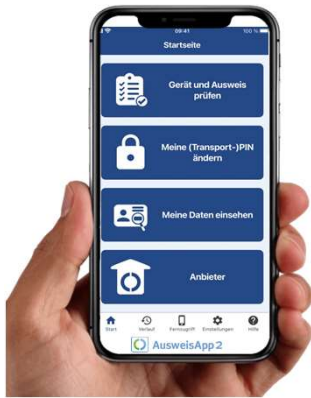 09:41
100 %
Startseite
Gerät und Ausweis
prüfen
Meine (Transport-)PIN
ändern
Meine Daten einsehen
Anbieter
Start
Verlauf
Fernzugriff
Einstellungen
Hilfe
AusweisApp2